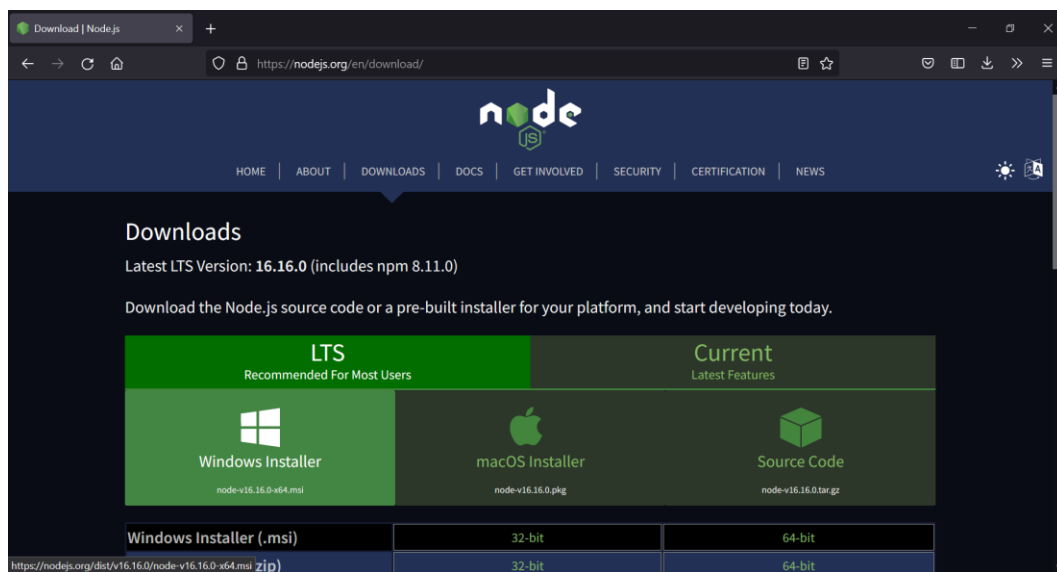 Download | Node.js
https://nodejs.org/en/download/
node
JS
HOME | ABOUT | DOWNLOADS | DOCS | GET INVOLVED | SECURITY | CERTIFICATION | NEWS
Downloads
Latest LTS Version: 16.16.0 (includes npm 8.11.0)
Download the Node.js source code or a pre-built installer for your platform, and start developing today.
LTS Current
Recommended For Most Users Latest Features
Windows Installer macOS Installer Source Code
node-v16.16.0-x64.msi node-v16.16.0.pkg node-v16.16.0.tar.gz
Windows Installer (.msi) 32-bit 64-bit
https://nodejs.org/dist/v16.16.0/node-v16.16.0-x64.msi zip) 32-bit 64-bit